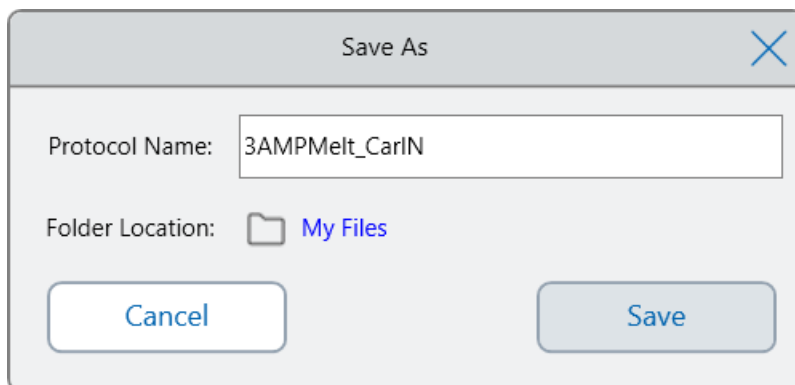 Save As
Protocol Name: 3AMPMelt_CarIN
Folder Location: My Files
Cancel Save